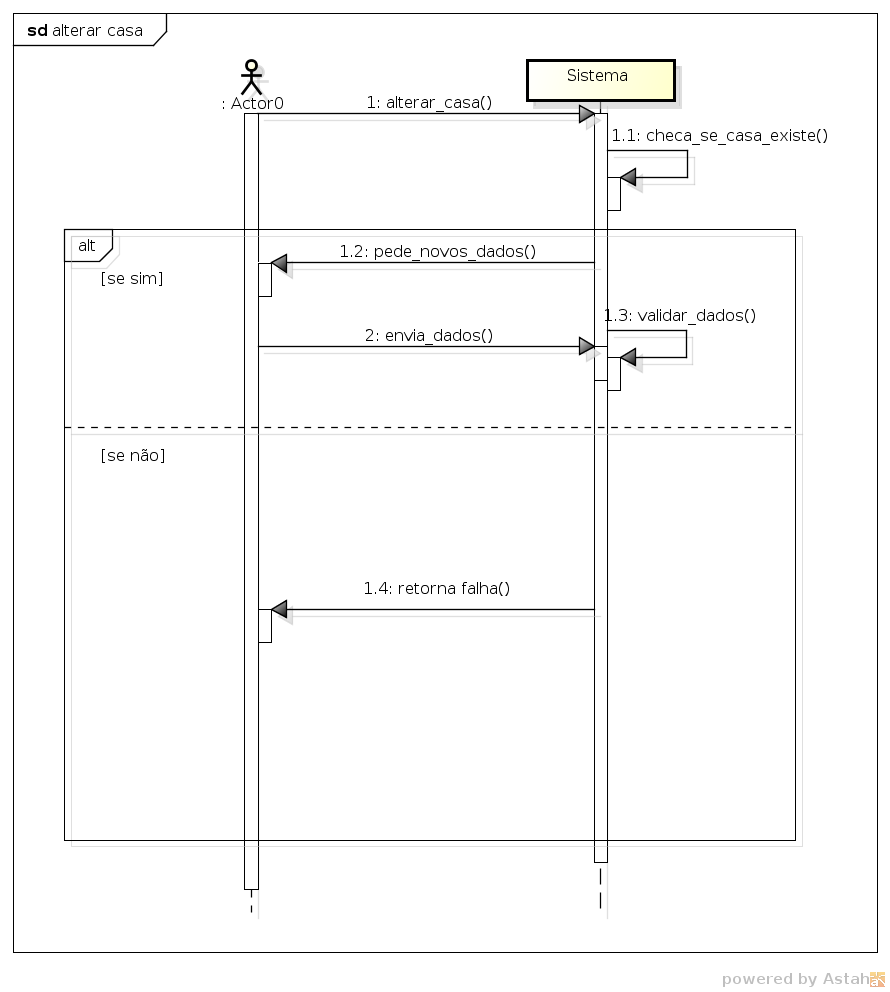 sd alterar casa
Sistema
: Actor0
1: alterar_casa()
1.1: checa_se_casa_existe()
alt
1.2: pede_novos_dados()
[se sim]
1.3: validar_dados()
2: envia_dados()
[se não]
1.4: retorna falha()
powered by Astah